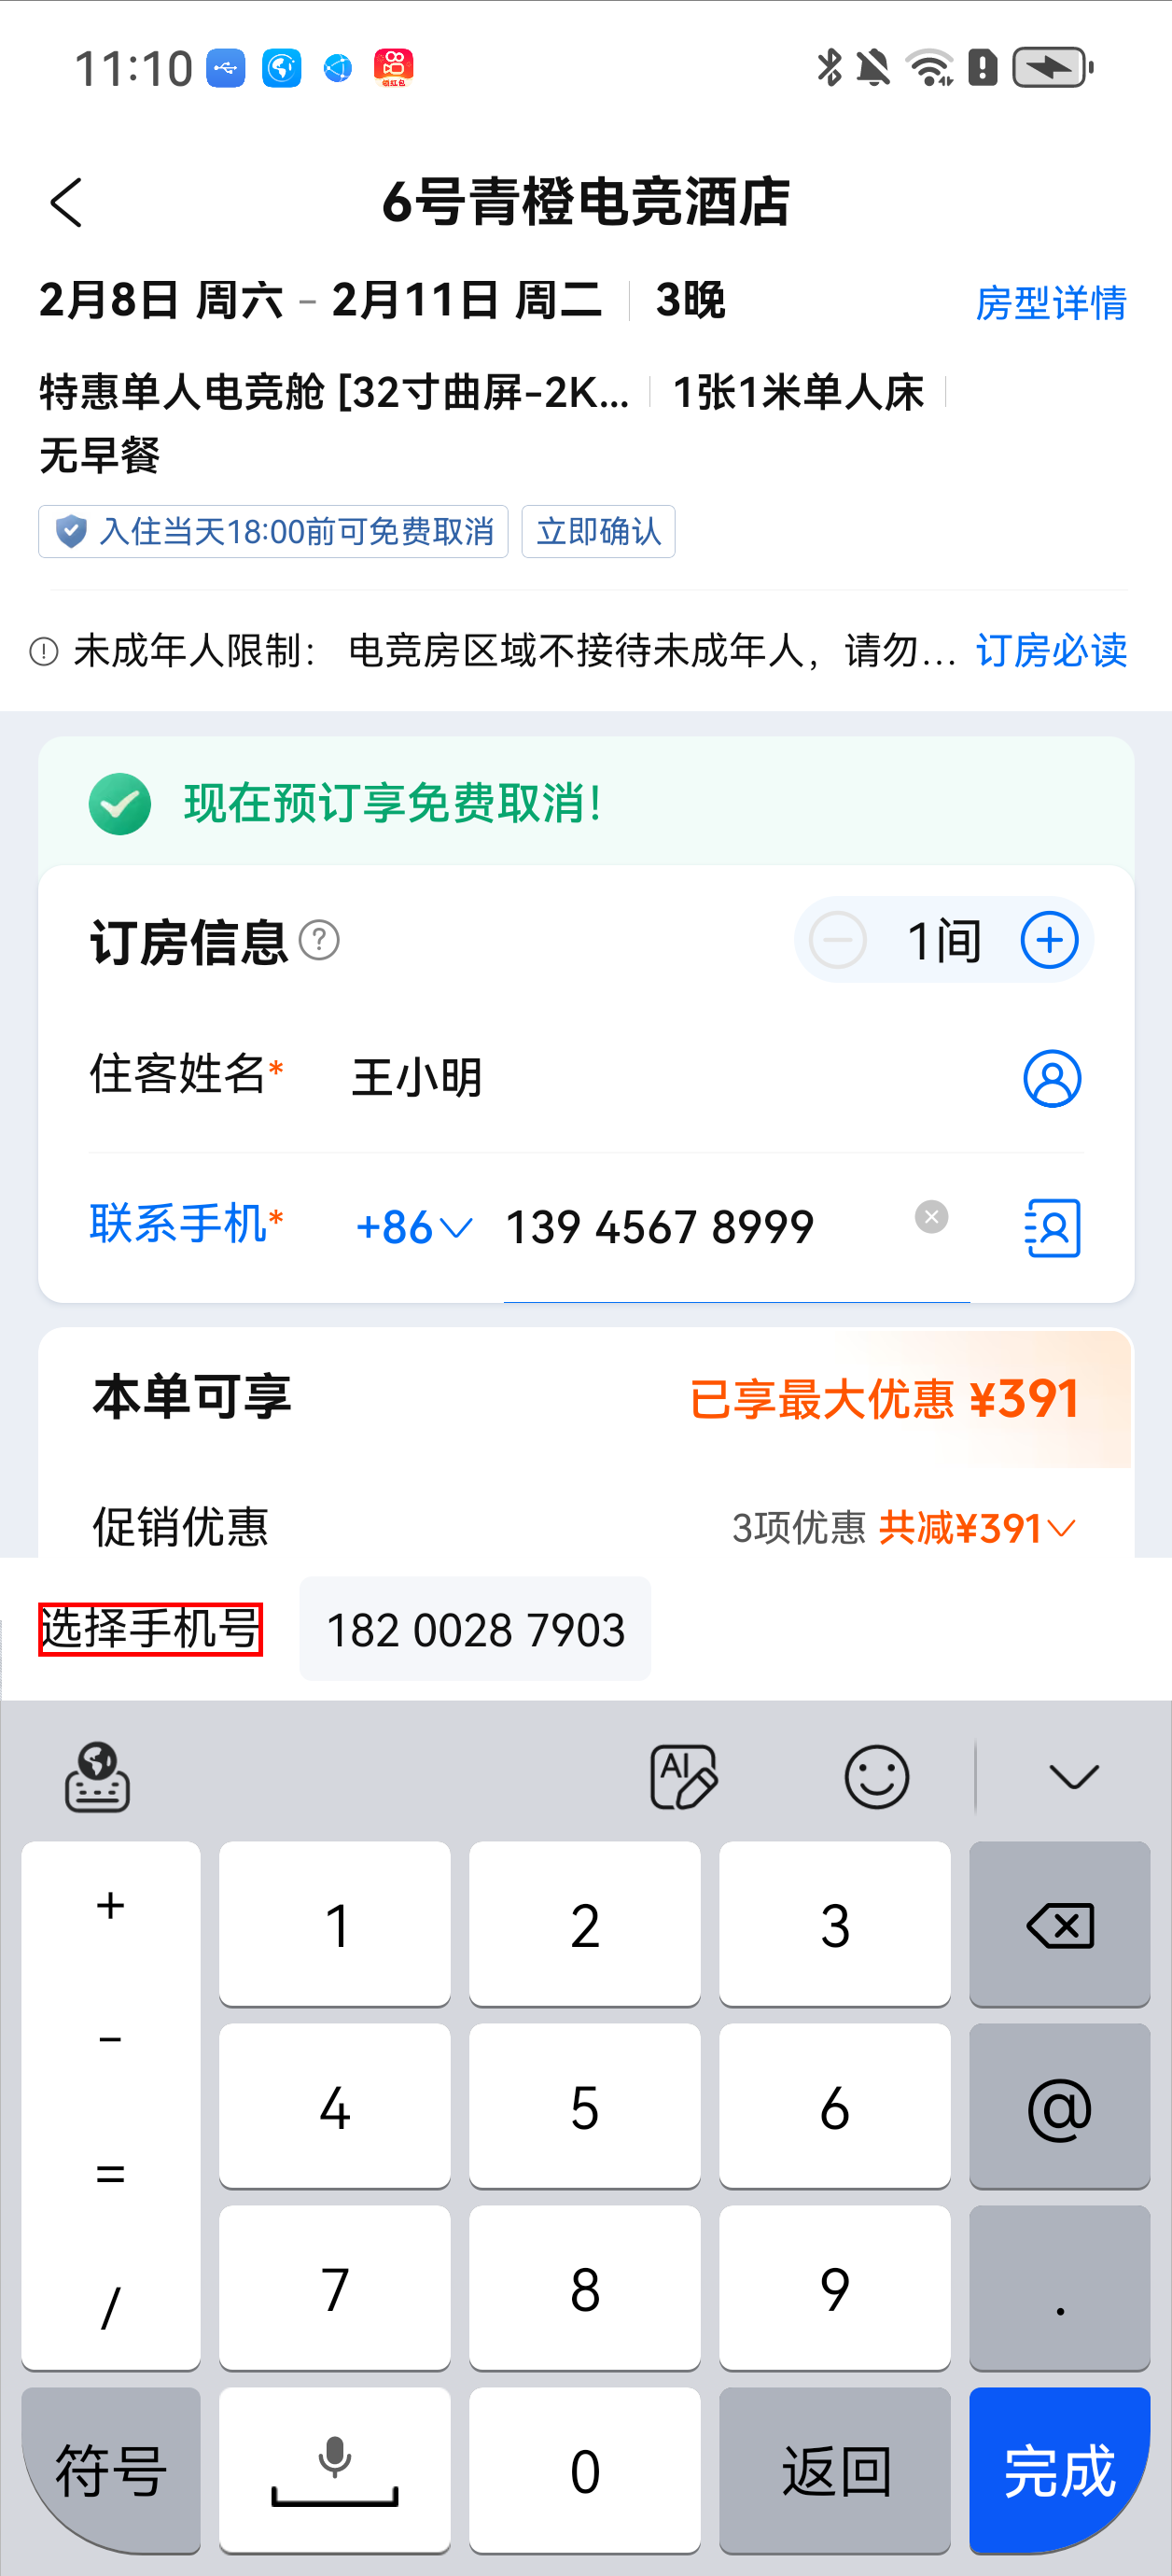 11:10
领红包
6号青橙电竞酒店
2月8日 周六 - 2月11日 周二 3晚 房型详情
特惠单人电竞舱 [32寸曲屏-2K... 1张1米单人床
无早餐
入住当天18:00前可免费取消 立即确认
未成年人限制： 电竞房区域不接待未成年人，请勿... 订房必读
现在预订享免费取消！
订房信息 ? 1间
住客姓名* 王小明
联系手机* +86 139 4567 8999
本单可享 已享最大优惠 ¥391
促销优惠 3项优惠 共减¥391
选择手机号 182 0028 7903
AI
+ 1 2 3
- 4 5 6 @
= 7 8 9 .
/
符号 0 返回 完成